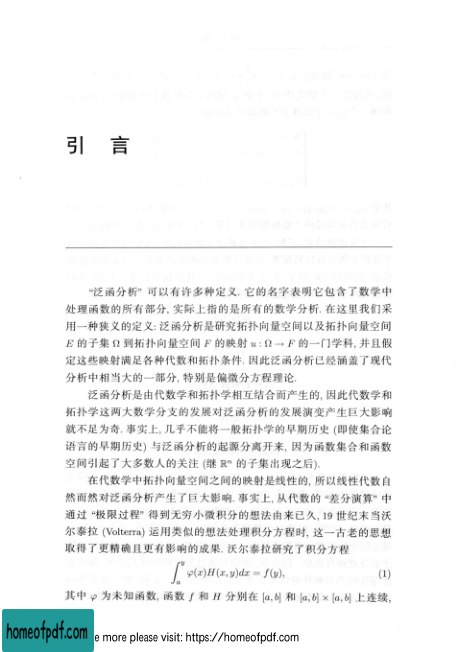 引 言
“泛函分析” 可以有许多种定义. 它的名字表明它包含了数学中
处理函数的所有部分, 实际上指的是所有的数学分析. 在这里我们采
用一种狭义的定义: 泛函分析是研究拓扑向量空间以及拓扑向量空间
E 的子集 Ω 到拓扑向量空间 F 的映射 u : Ω → F 的一门学科, 并且假
定这些映射满足各种代数和拓扑条件. 因此泛函分析已经涵盖了现代
分析中相当大的一部分, 特别是偏微分方程理论.
泛函分析是由代数学和拓扑学相互结合而产生的, 因此代数学和
拓扑学这两大数学分支的发展对泛函分析的发展演变产生巨大影响
就不足为奇. 事实上, 几乎不能将一般拓扑学的早期历史 (即使集合论
语言的早期历史) 与泛函分析的起源分离开来, 因为函数集合和函数
空间引起了大多数人的关注 (继 ℝⁿ 的子集出现之后).
在代数学中拓扑向量空间之间的映射是线性的, 所以线性代数自
然而然对泛函分析产生了巨大影响. 事实上, 从代数的 “差分演算” 中
通过 “极限过程” 得到无穷小微积分的想法由来已久, 19 世纪末当沃
尔泰拉 (Volterra) 运用类似的想法处理积分方程时, 这一古老的思想
取得了更精确且更有影响的成果. 沃尔泰拉研究了积分方程
∫ₐʸ φ(x)H(x, y)dx = f(y), (1)
其中 φ 为未知函数, 函数 f 和 H 分别在 [a, b] 和 [a, b] × [a, b] 上连续,
homeofpdf.com
e more please visit: https://homeofpdf.com